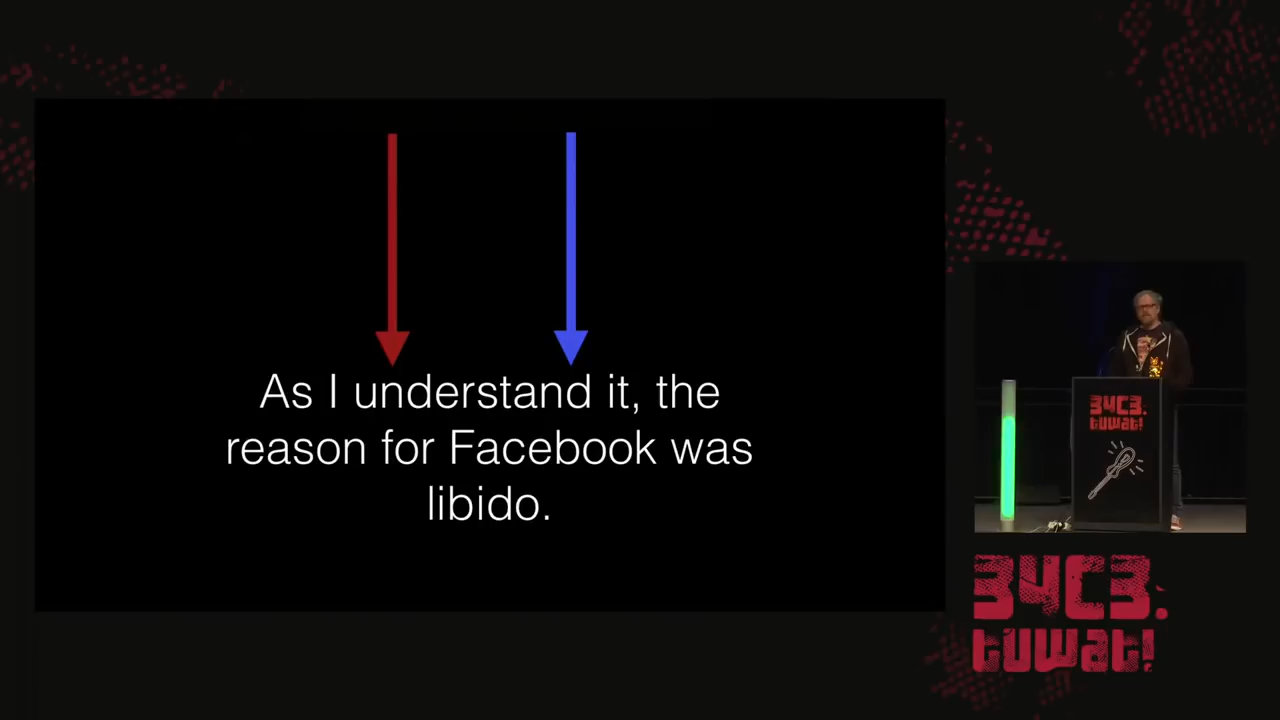 As I understand it, the
reason for Facebook was
libido.
34C3.
tuwat!
34C3.
tuwat!